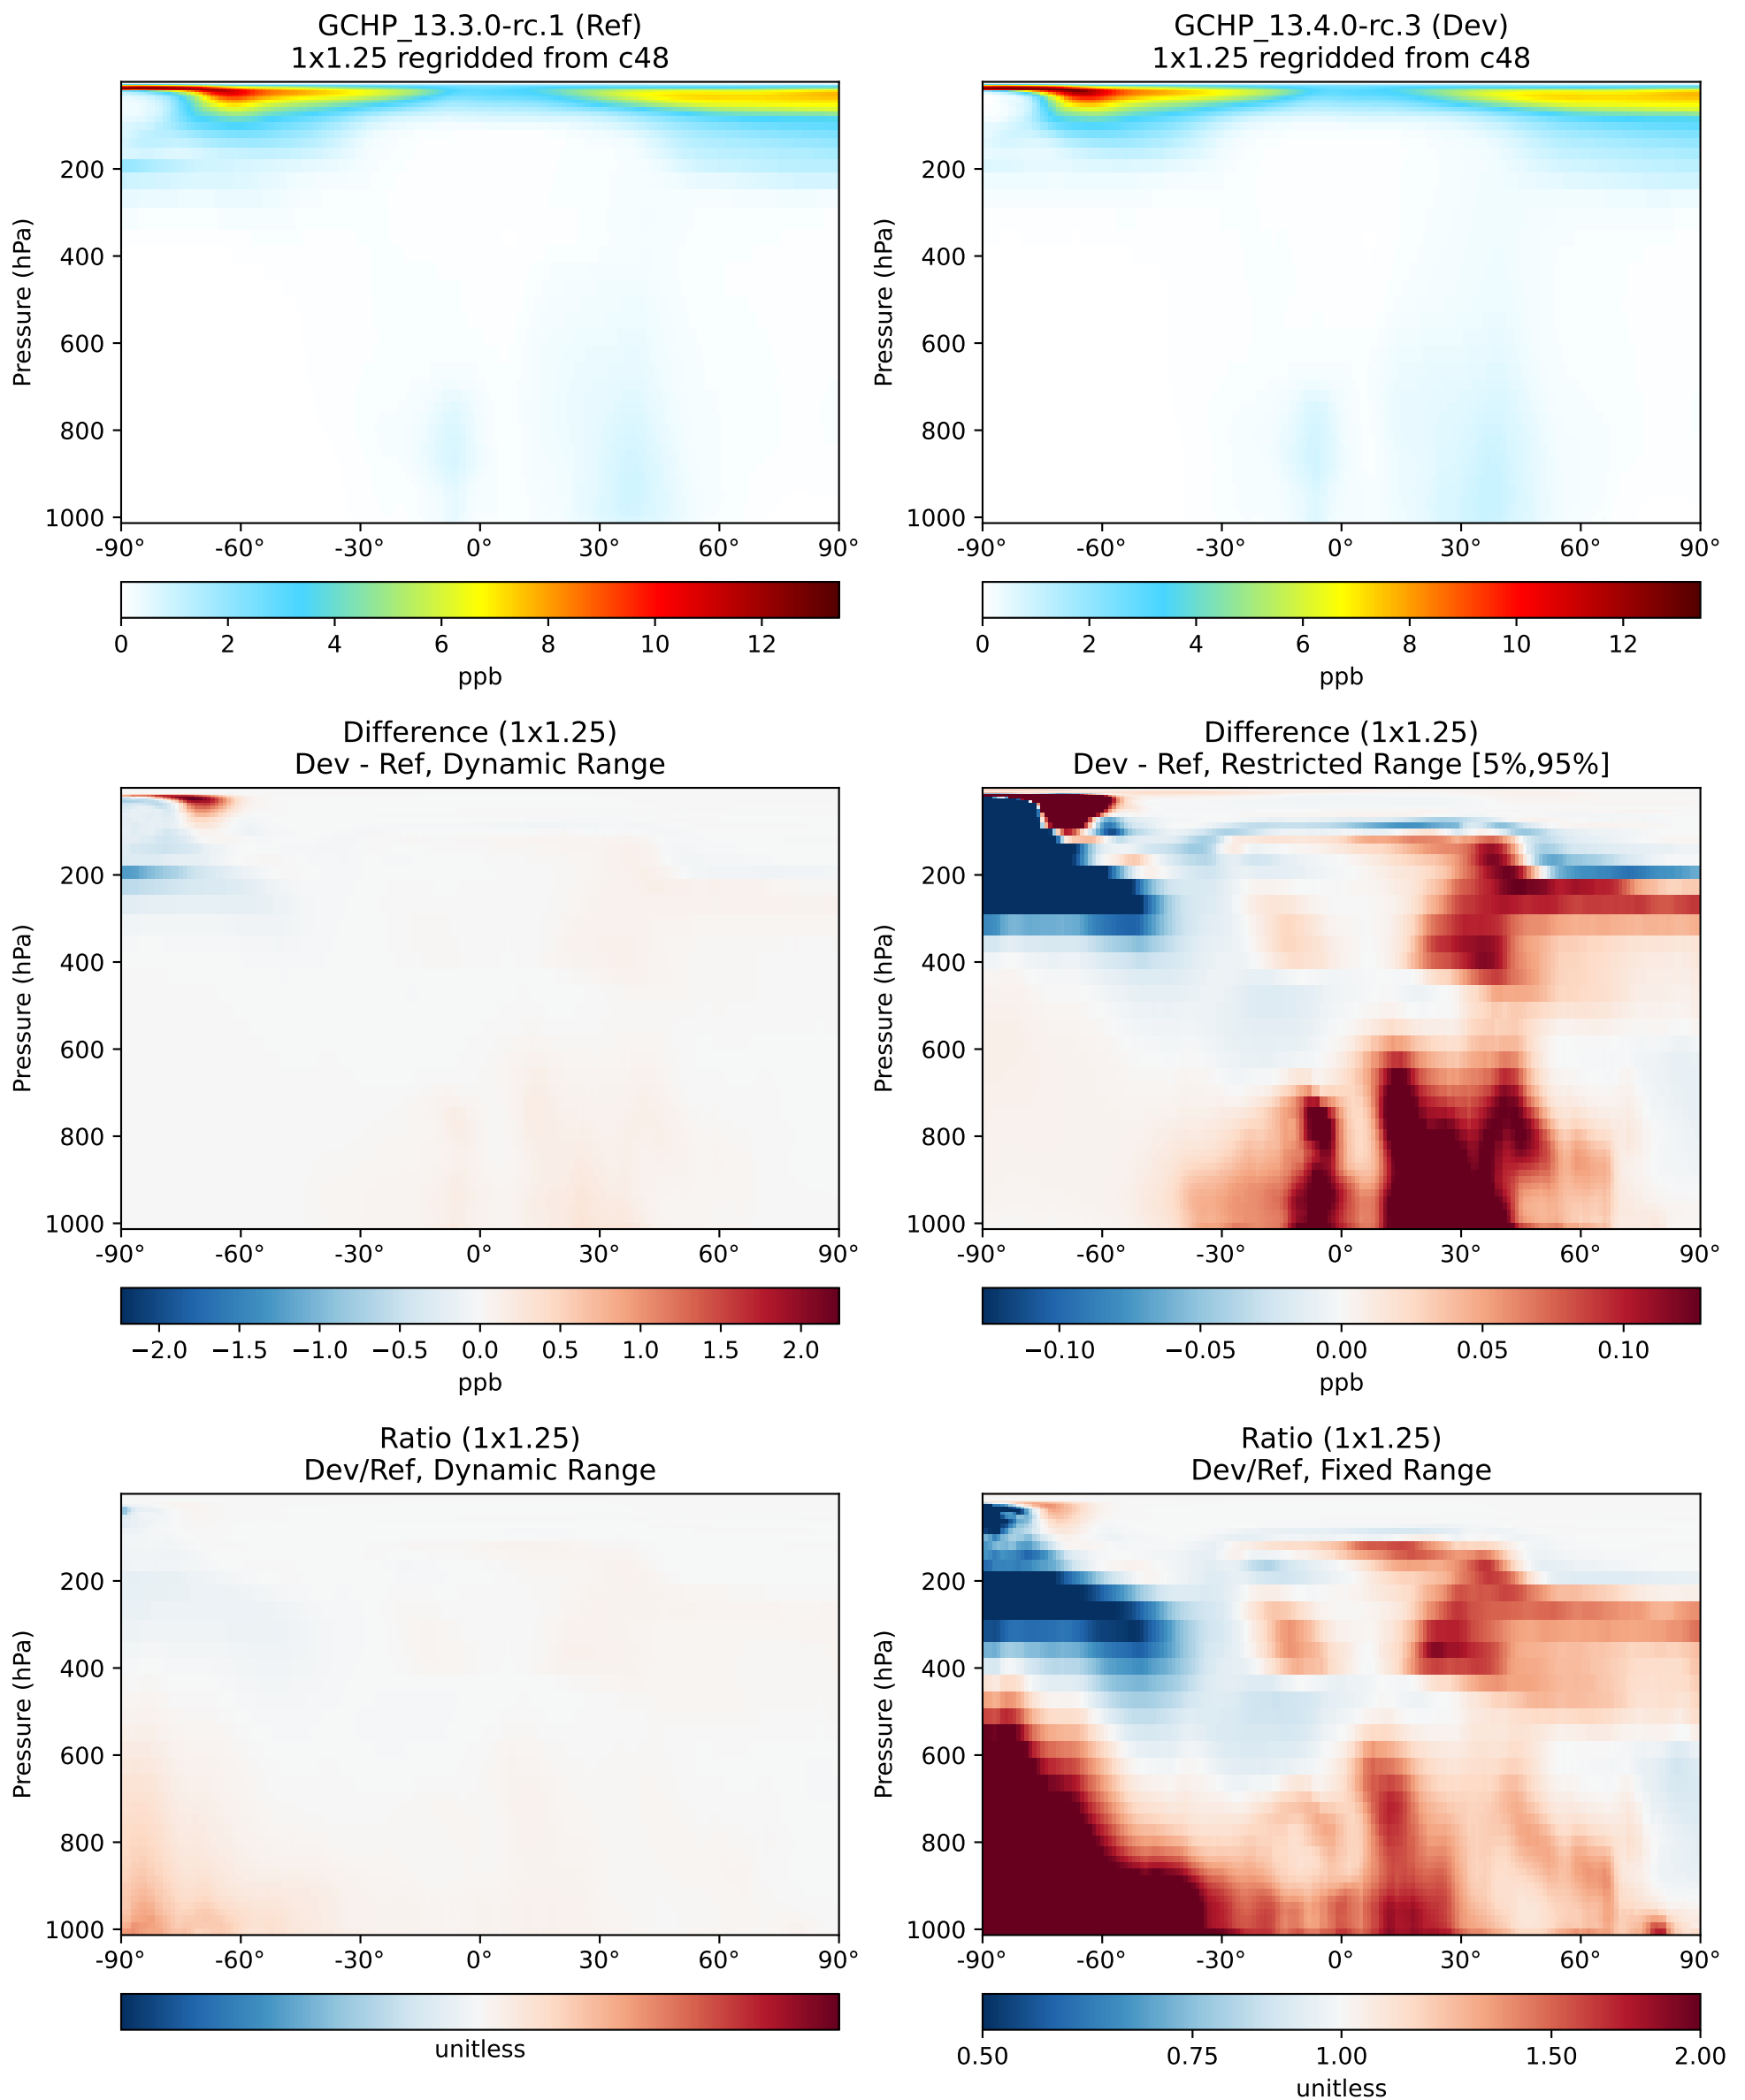 GCHP_13.3.0-rc.1 (Ref)
1x1.25 regridded from c48
Pressure (hPa)
200
400
600
800
1000
-90° -60° -30° 0° 30° 60° 90°
0 2 4 6 8 10 12
ppb
GCHP_13.4.0-rc.3 (Dev)
1x1.25 regridded from c48
Pressure (hPa)
200
400
600
800
1000
-90° -60° -30° 0° 30° 60° 90°
0 2 4 6 8 10 12
ppb
Difference (1x1.25)
Dev - Ref, Dynamic Range
Pressure (hPa)
200
400
600
800
1000
-90° -60° -30° 0° 30° 60° 90°
−2.0 −1.5 −1.0 −0.5 0.0 0.5 1.0 1.5 2.0
ppb
Difference (1x1.25)
Dev - Ref, Restricted Range [5%,95%]
Pressure (hPa)
200
400
600
800
1000
-90° -60° -30° 0° 30° 60° 90°
−0.10 −0.05 0.00 0.05 0.10
ppb
Ratio (1x1.25)
Dev/Ref, Dynamic Range
Pressure (hPa)
200
400
600
800
1000
-90° -60° -30° 0° 30° 60° 90°
unitless
Ratio (1x1.25)
Dev/Ref, Fixed Range
Pressure (hPa)
200
400
600
800
1000
-90° -60° -30° 0° 30° 60° 90°
0.50 0.75 1.00 1.50 2.00
unitless